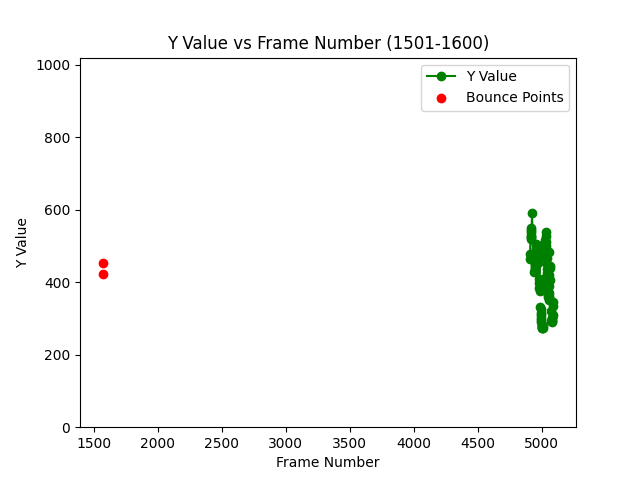 Y Value vs Frame Number (1501-1600)
Y Value
Bounce Points
1000
800
600
400
200
0
Y Value
1500 2000 2500 3000 3500 4000 4500 5000
Frame Number